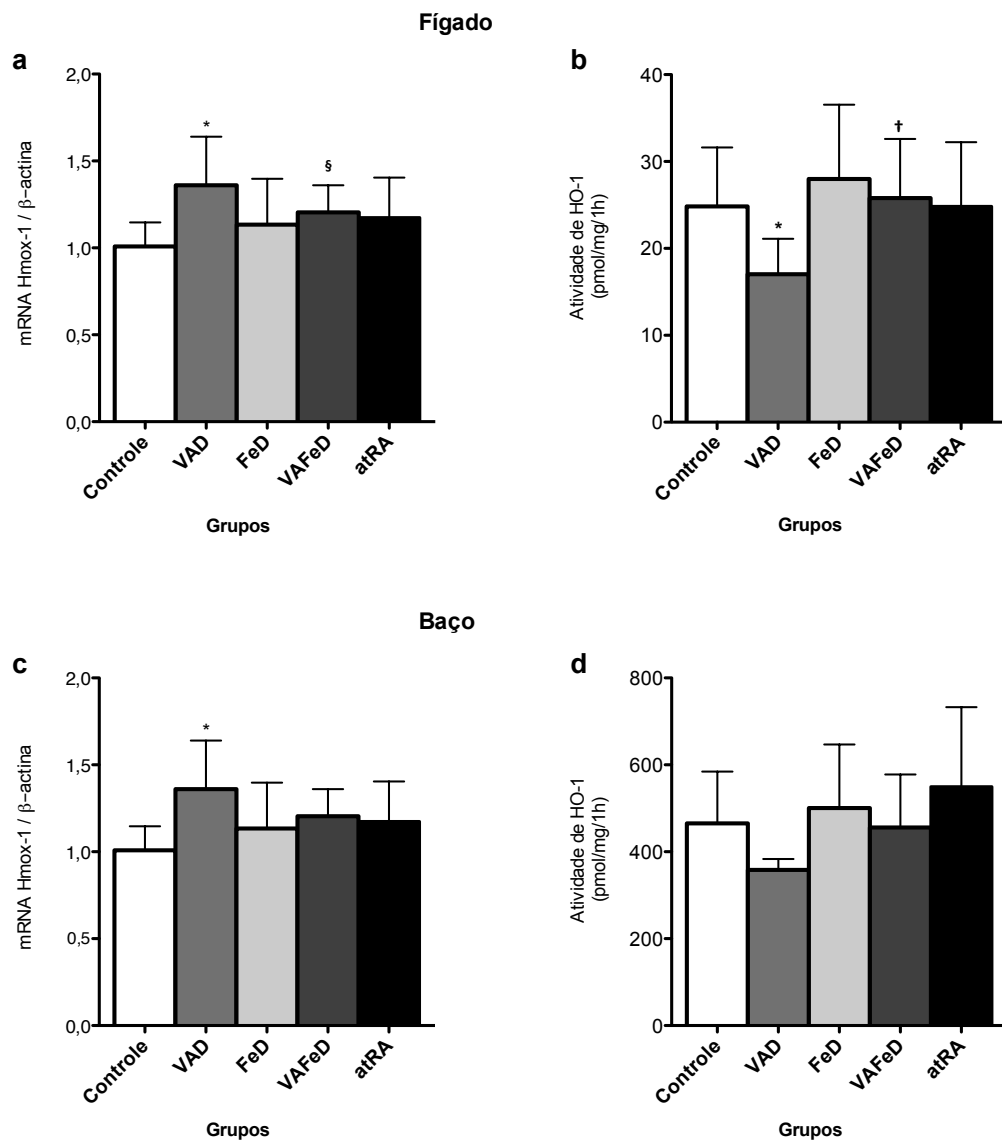 Fígado
a
mRNA Hmox-1 / β-actina
2,0
1,5
1,0
0,5
0,0
*
§
Controle
VAD
FeD
VAFeD
atRA
Grupos
b
Atividade de HO-1
(pmol/mg/1h)
40
30
20
10
0
*
†
Controle
VAD
FeD
VAFeD
atRA
Grupos
Baço
c
mRNA Hmox-1 / β-actina
2,0
1,5
1,0
0,5
0,0
*
Controle
VAD
FeD
VAFeD
atRA
Grupos
d
Atividade de HO-1
(pmol/mg/1h)
800
600
400
200
0
Controle
VAD
FeD
VAFeD
atRA
Grupos